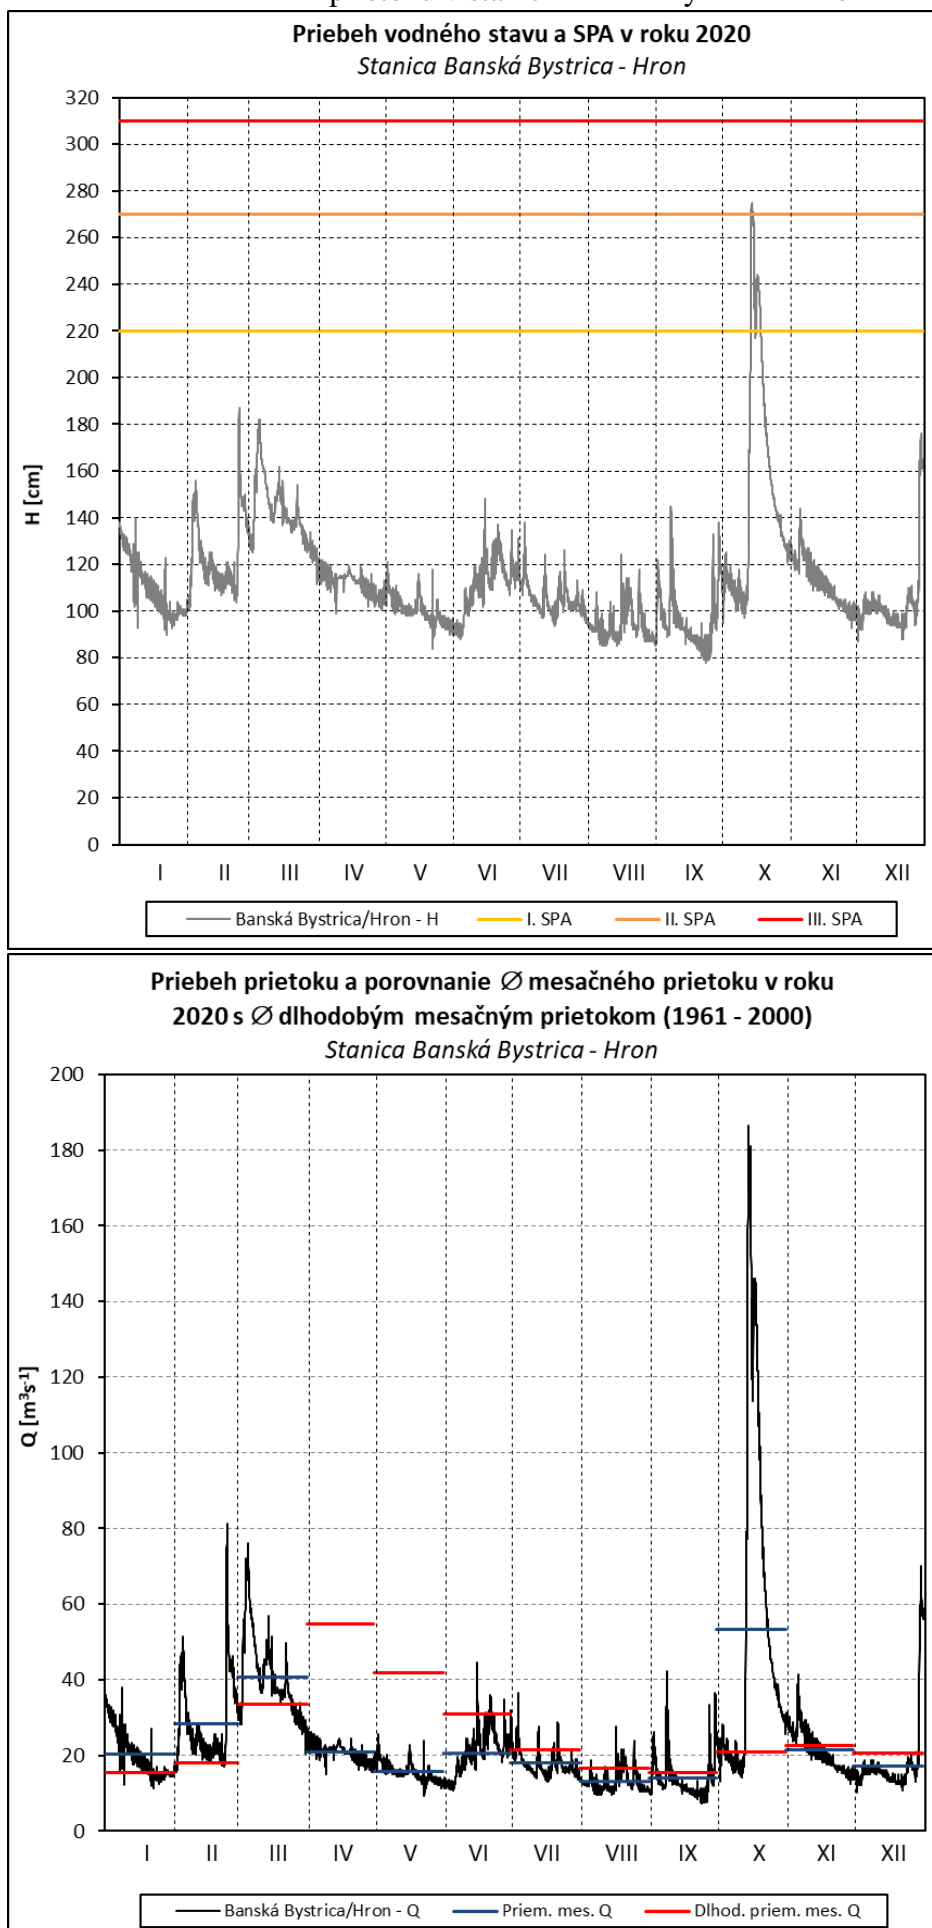 Priebeh vodného stavu a SPA v roku 2020
Stanica Banská Bystrica - Hron
320
300
280
260
240
220
200
180
160
140
120
100
80
60
40
20
0
H [cm]
I II III IV V VI VII VIII IX X XI XII
Banská Bystrica/Hron - H I. SPA II. SPA III. SPA
Priebeh prietoku a porovnanie Ø mesačného prietoku v roku
2020 s Ø dlhodobým mesačným prietokom (1961 - 2000)
Stanica Banská Bystrica - Hron
200
180
160
140
120
100
80
60
40
20
0
Q [m³s⁻¹]
I II III IV V VI VII VIII IX X XI XII
Banská Bystrica/Hron - Q Priem. mes. Q Dlhod. priem. mes. Q